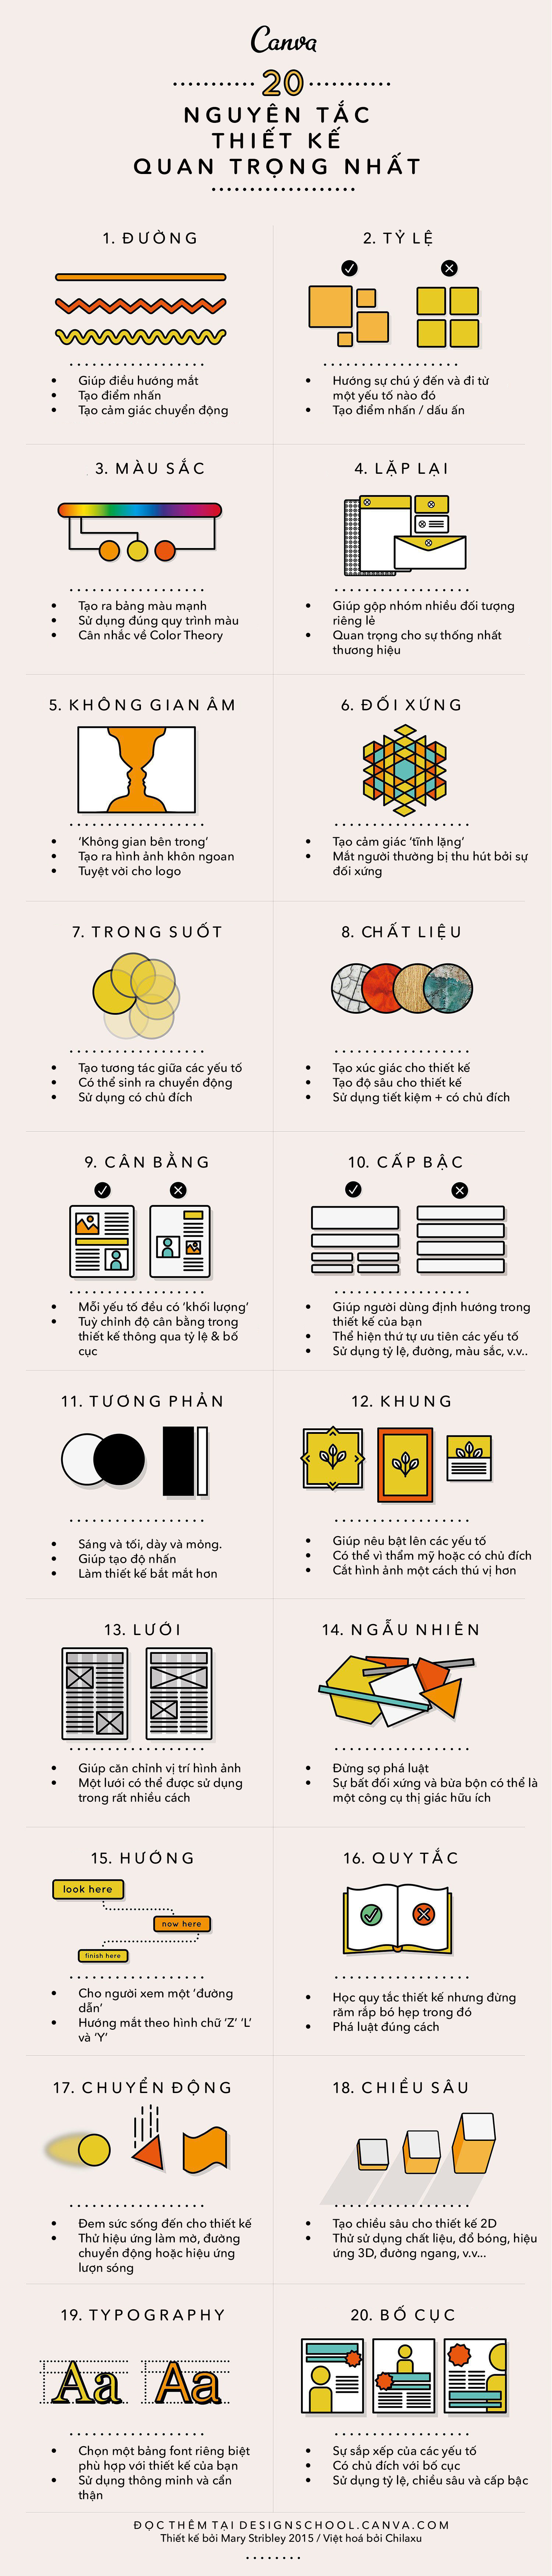 Canva
20
NGUYÊN TẮC
THIẾT KẾ
QUAN TRỌNG NHẤT
1. ĐƯỜNG
Giúp điều hướng mắt
Tạo điểm nhấn
Tạo cảm giác chuyển động
2. TỶ LỆ
Hướng sự chú ý đến và đi từ
một yếu tố nào đó
Tạo điểm nhấn / dấu ấn
3. MÀU SẮC
Tạo ra bảng màu mạnh
Sử dụng đúng quy trình màu
Cân nhắc về Color Theory
4. LẶP LẠI
Giúp gộp nhóm nhiều đối tượng
riêng lẻ
Quan trọng cho sự thống nhất
thương hiệu
5. KHÔNG GIAN ÂM
‘Không gian bên trong’
Tạo ra hình ảnh khôn ngoan
Tuyệt vời cho logo
6. ĐỐI XỨNG
Tạo cảm giác ‘tĩnh lặng’
Mắt người thường bị thu hút bởi sự
đối xứng
7. TRONG SUỐT
Tạo tương tác giữa các yếu tố
Có thể sinh ra chuyển động
Sử dụng có chủ đích
8. CHẤT LIỆU
Tạo xúc giác cho thiết kế
Tạo độ sâu cho thiết kế
Sử dụng tiết kiệm + có chủ đích
9. CÂN BẰNG
Mỗi yếu tố đều có ‘khối lượng’
Tuỳ chỉnh độ cân bằng trong
thiết kế thông qua tỷ lệ & bố
cục
10. CẤP BẬC
Giúp người dùng định hướng trong
thiết kế của bạn
Thể hiện thứ tự ưu tiên các yếu tố
Sử dụng tỷ lệ, đường, màu sắc, v.v..
11. TƯƠNG PHẢN
Sáng và tối, dày và mỏng.
Giúp tạo độ nhấn
Làm thiết kế bắt mắt hơn
12. KHUNG
Giúp nêu bật lên các yếu tố
Có thể vì thẩm mỹ hoặc có chủ đích
Cắt hình ảnh một cách thú vị hơn
13. LƯỚI
Giúp căn chỉnh vị trí hình ảnh
Một lưới có thể được sử dụng
trong rất nhiều cách
14. NGẪU NHIÊN
Đừng sợ phá luật
Sự bất đối xứng và bừa bộn có thể là
một công cụ thị giác hữu ích
15. HƯỚNG
look here
now here
finish here
Cho người xem một ‘đường
dẫn’
Hướng mắt theo hình chữ ‘Z’ ‘L’
và ‘Y’
16. QUY TẮC
Học quy tắc thiết kế nhưng đừng
răm rắp bó hẹp trong đó
Phá luật đúng cách
17. CHUYỂN ĐỘNG
Đem sức sống đến cho thiết kế
Thử hiệu ứng làm mờ, đường
chuyển động hoặc hiệu ứng
lượn sóng
18. CHIỀU SÂU
Tạo chiều sâu cho thiết kế 2D
Thử sử dụng chất liệu, đổ bóng, hiệu
ứng 3D, đường ngang, v.v...
19. TYPOGRAPHY
Aa Aa
Chọn một bảng font riêng biệt
phù hợp với thiết kế của bạn
Sử dụng thông minh và cẩn
thận
20. BỐ CỤC
Sự sắp xếp của các yếu tố
Có chủ đích với bố cục
Sử dụng tỷ lệ, chiều sâu và cấp bậc
ĐỌC THÊM TẠI DESIGNSCHOOL.CANVA.COM
Thiết kế bởi Mary Stribley 2015 / Việt hoá bởi Chilaxu